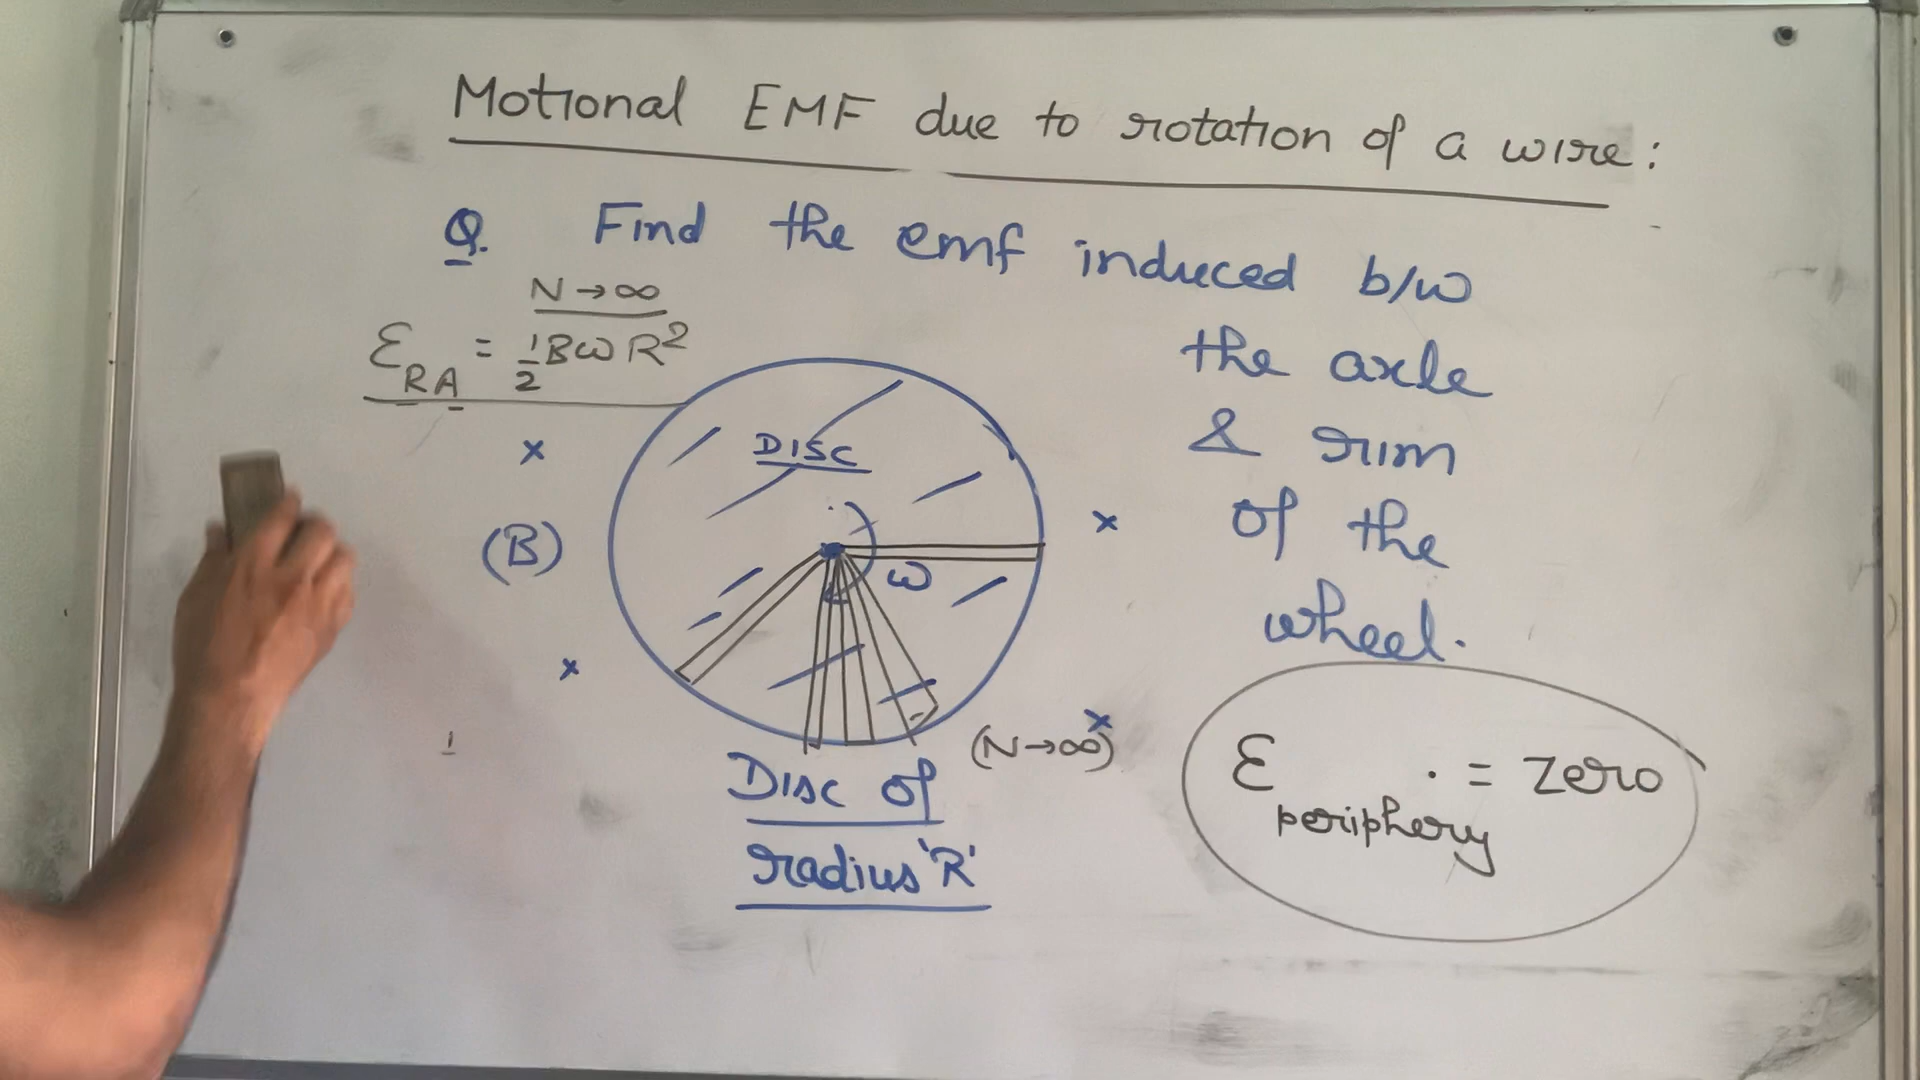 Motional EMF due to rotation of a wire:
Q. Find the emf induced b/w
the axle
& rim
of the
wheel.
N→∞
ε_RA = 1/2 BωR²
DISC
×
(B)
×
×
ω
×
(N→∞)
Disc of
radius 'R'
ε_periphery = zero